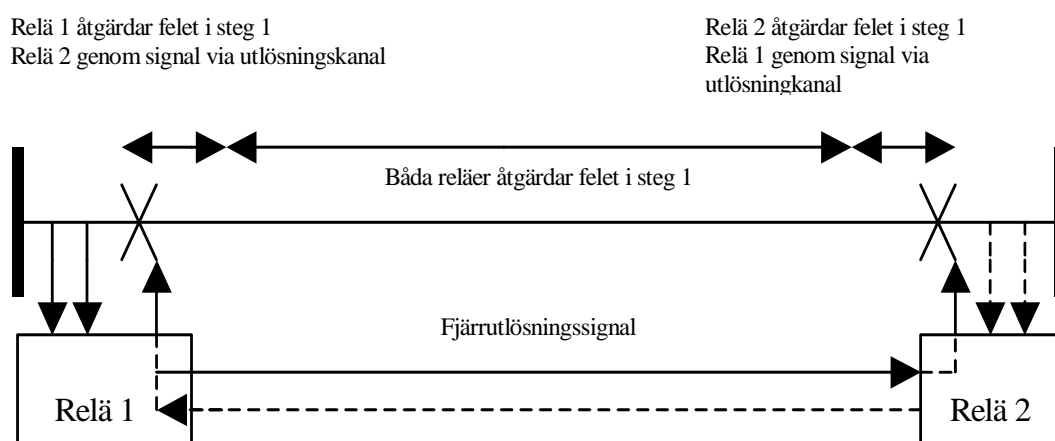 Relä 1 åtgärdar felet i steg 1
Relä 2 genom signal via utlösningskanal
Relä 2 åtgärdar felet i steg 1
Relä 1 genom signal via
utlösningkanal
Båda reläer åtgärdar felet i steg 1
Fjärrutlösningssignal
Relä 1
Relä 2